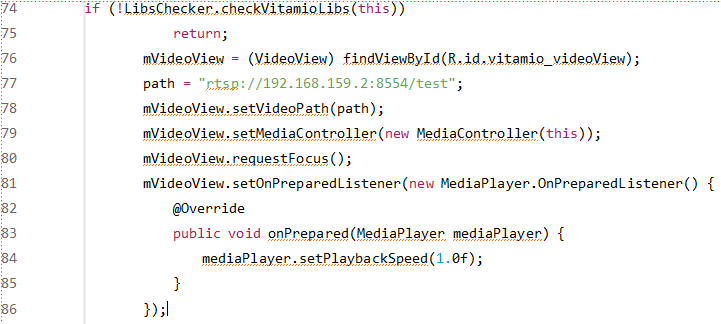 74 if (!LibsChecker.checkVitamioLibs(this))
75 return;
76 mVideoView = (VideoView) findViewById(R.id.vitamio_videoView);
77 path = "rtsp://192.168.159.2:8554/test";
78 mVideoView.setVideoPath(path);
79 mVideoView.setMediaController(new MediaController(this));
80 mVideoView.requestFocus();
81 mVideoView.setOnPreparedListener(new MediaPlayer.OnPreparedListener() {
82 @Override
83 public void onPrepared(MediaPlayer mediaPlayer) {
84 mediaPlayer.setPlaybackSpeed(1.0f);
85 }
86 });